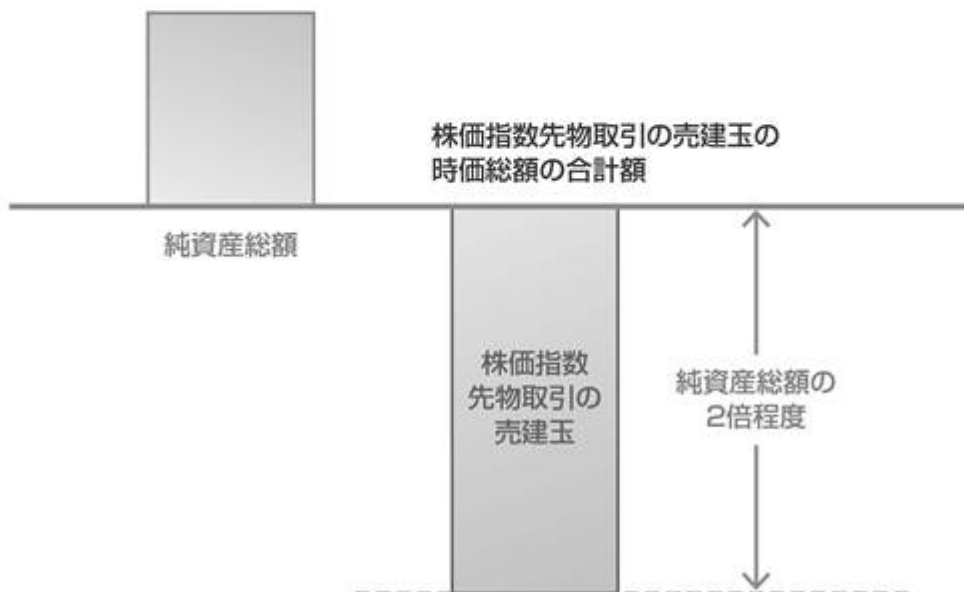 株価指数先物取引の売建玉の
時価総額の合計額
純資産総額
株価指数
先物取引の
売建玉
純資産総額の
2倍程度